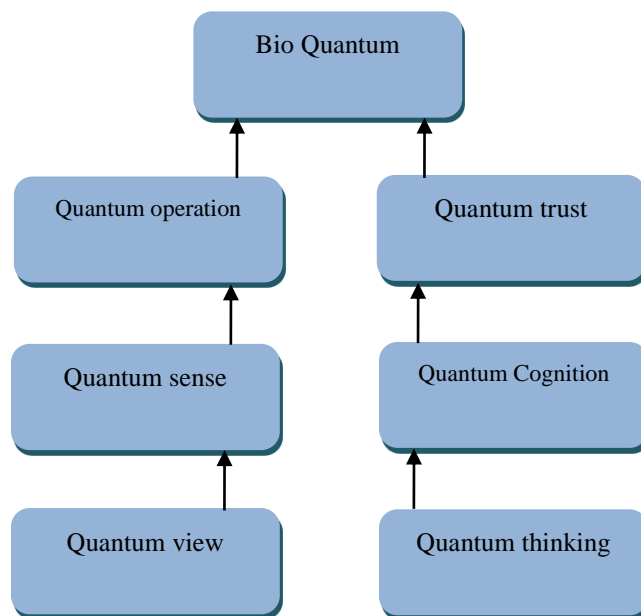 Bio Quantum
Quantum operation
Quantum trust
Quantum sense
Quantum Cognition
Quantum view
Quantum thinking